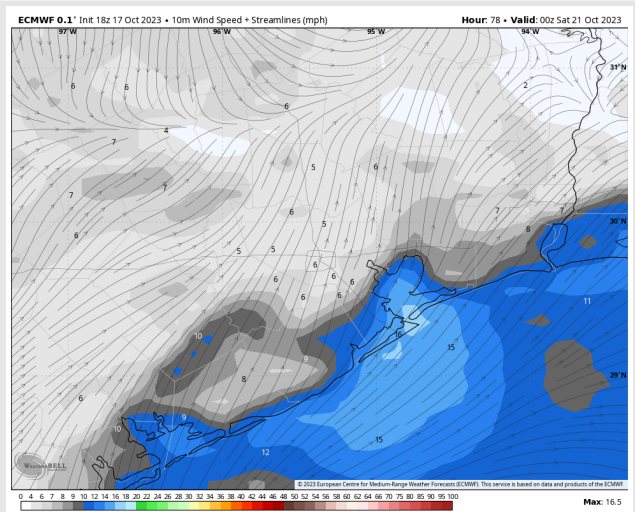 ECMWF 0.1° Init 18z 17 Oct 2023 • 10m Wind Speed + Streamlines (mph) Hour: 78 • Valid: 00z Sat 21 Oct 2023
97°W 96°W 95°W 94°W
31°N
6 6 2
6
4
7
5 6
7
7
6 7 7
30°N
6 5 8
5 5
6
6 6 6
6 6
11
10 16
15
9
8 29°N
6
9
10
15
12
WeatherBELL
© 2023 European Centre for Medium-Range Weather Forecasts (ECMWF). This service is based on data and products of the ECMWF.
0 4 6 7 8 9 10 12 14 15 16 18 20 22 24 26 28 30 32 34 36 38 40 42 44 46 48 50 52 54 56 58 60 64 68 70 75 80 85 90 95 100 Max: 16.5